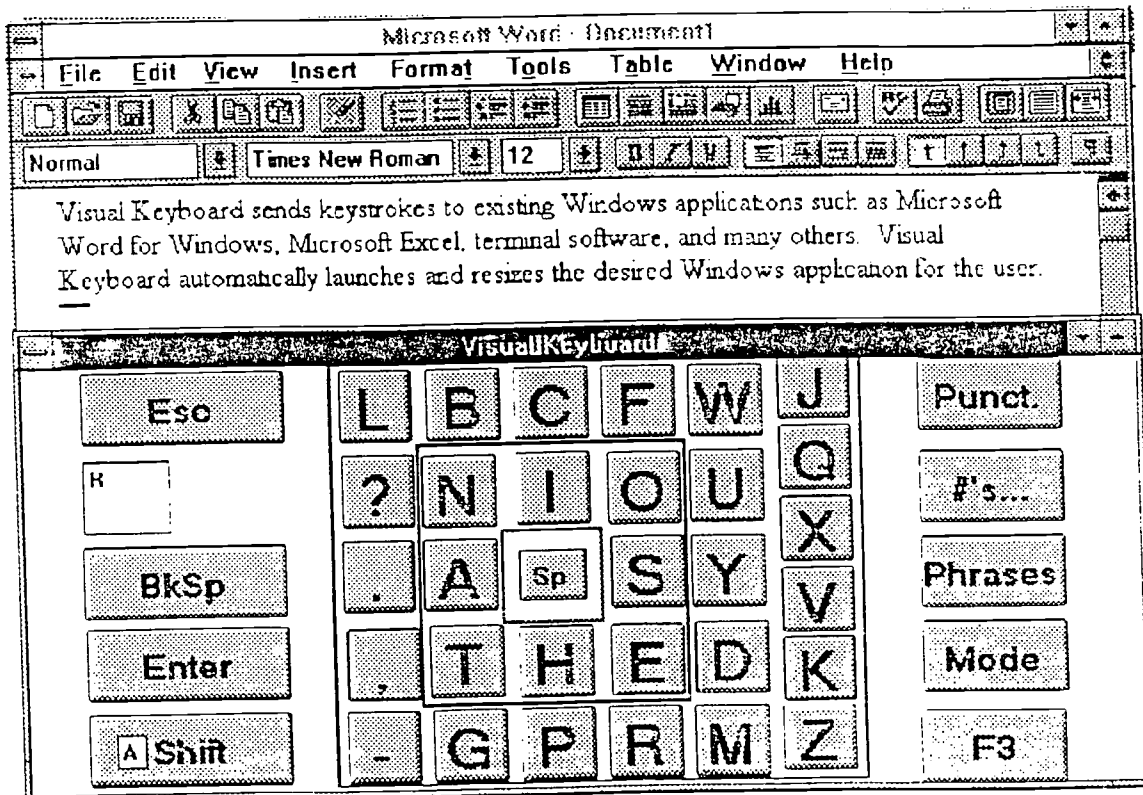 Microsoft Word - Document1
File Edit View Insert Format Tools Table Window Help
Normal Times New Roman 12 B I U
Visual Keyboard sends keystrokes to existing Windows applications such as Microsoft
Word for Windows, Microsoft Excel, terminal software, and many others. Visual
Keyboard automatically launches and resizes the desired Windows application for the user.
VisualKeyboard
Esc L B C F W J Punct.
R ? N I O U Q #'s...
X
BkSp . A Sp S Y Phrases
V
Enter , T H E D K Mode
A Shift - G P R M Z F3